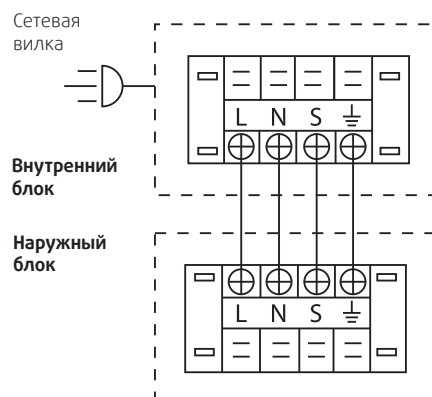 Сетевая
вилка
L N S
Внутренний
блок
Наружный
блок
L N S